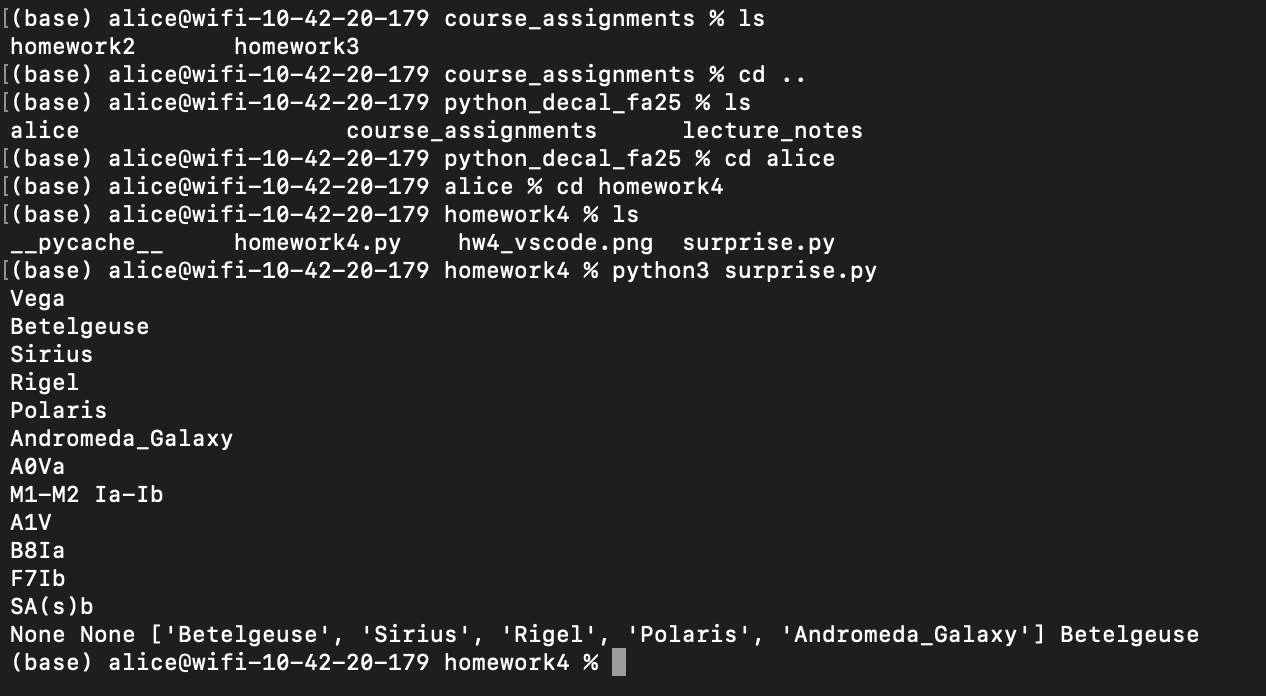 [(base) alice@wifi-10-42-20-179 course_assignments % ls
homework2       homework3
[(base) alice@wifi-10-42-20-179 course_assignments % cd ..
[(base) alice@wifi-10-42-20-179 python_decal_fa25 % ls
alice                   course_assignments      lecture_notes
[(base) alice@wifi-10-42-20-179 python_decal_fa25 % cd alice
[(base) alice@wifi-10-42-20-179 alice % cd homework4
[(base) alice@wifi-10-42-20-179 homework4 % ls
__pycache__     homework4.py    hw4_vscode.png  surprise.py
[(base) alice@wifi-10-42-20-179 homework4 % python3 surprise.py
Vega
Betelgeuse
Sirius
Rigel
Polaris
Andromeda_Galaxy
A0Va
M1–M2 Ia–Ib
A1V
B8Ia
F7Ib
SA(s)b
None None ['Betelgeuse', 'Sirius', 'Rigel', 'Polaris', 'Andromeda_Galaxy'] Betelgeuse
(base) alice@wifi-10-42-20-179 homework4 %